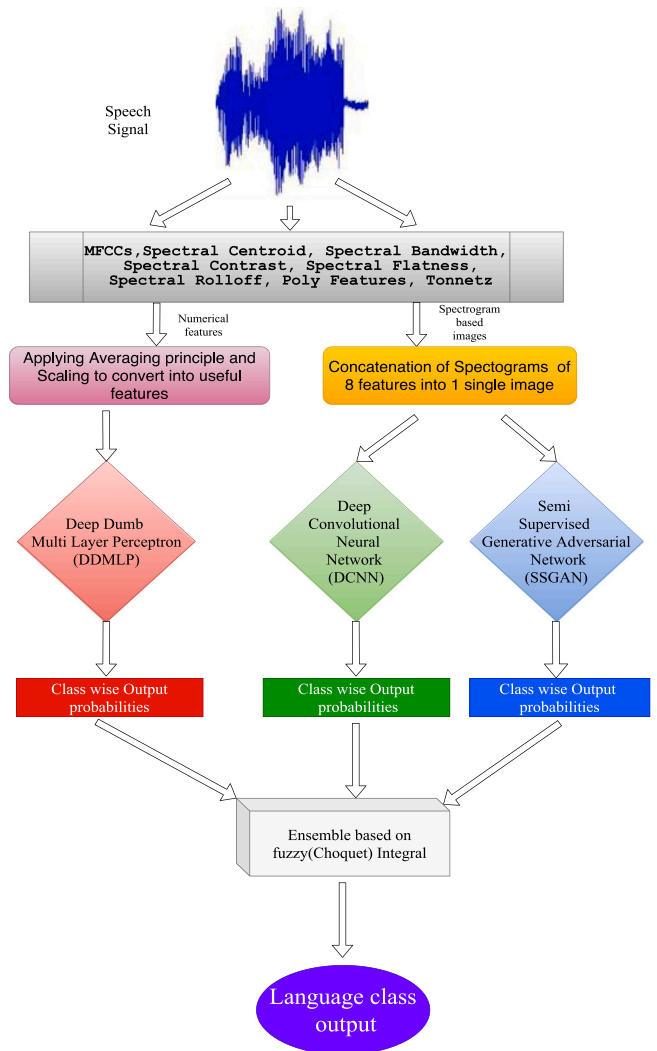 Speech
Signal
MFCCs,Spectral Centroid, Spectral Bandwidth,
Spectral Contrast, Spectral Flatness,
Spectral Rolloff, Poly Features, Tonnetz
Numerical
features
Spectrogram
based
images
Applying Averaging principle and
Scaling to convert into useful
features
Concatenation of Spectograms of
8 features into 1 single image
Deep Dumb
Multi Layer Perceptron
(DDMLP)
Deep
Convolutional
Neural
Network
(DCNN)
Semi
Supervised
Generative Adversarial
Network
(SSGAN)
Class wise Output
probabilities
Class wise Output
probabilities
Class wise Output
probabilities
Ensemble based on
fuzzy(Choquet) Integral
Language class
output